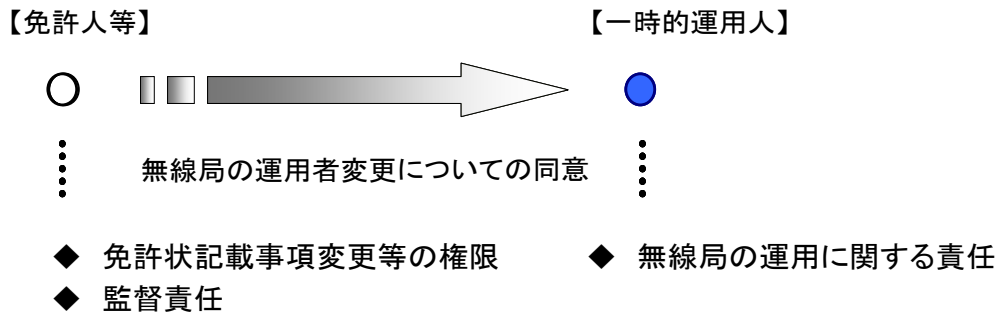 【免許人等】 【一時的運用人】
無線局の運用者変更についての同意
◆ 免許状記載事項変更等の権限 ◆ 無線局の運用に関する責任
◆ 監督責任